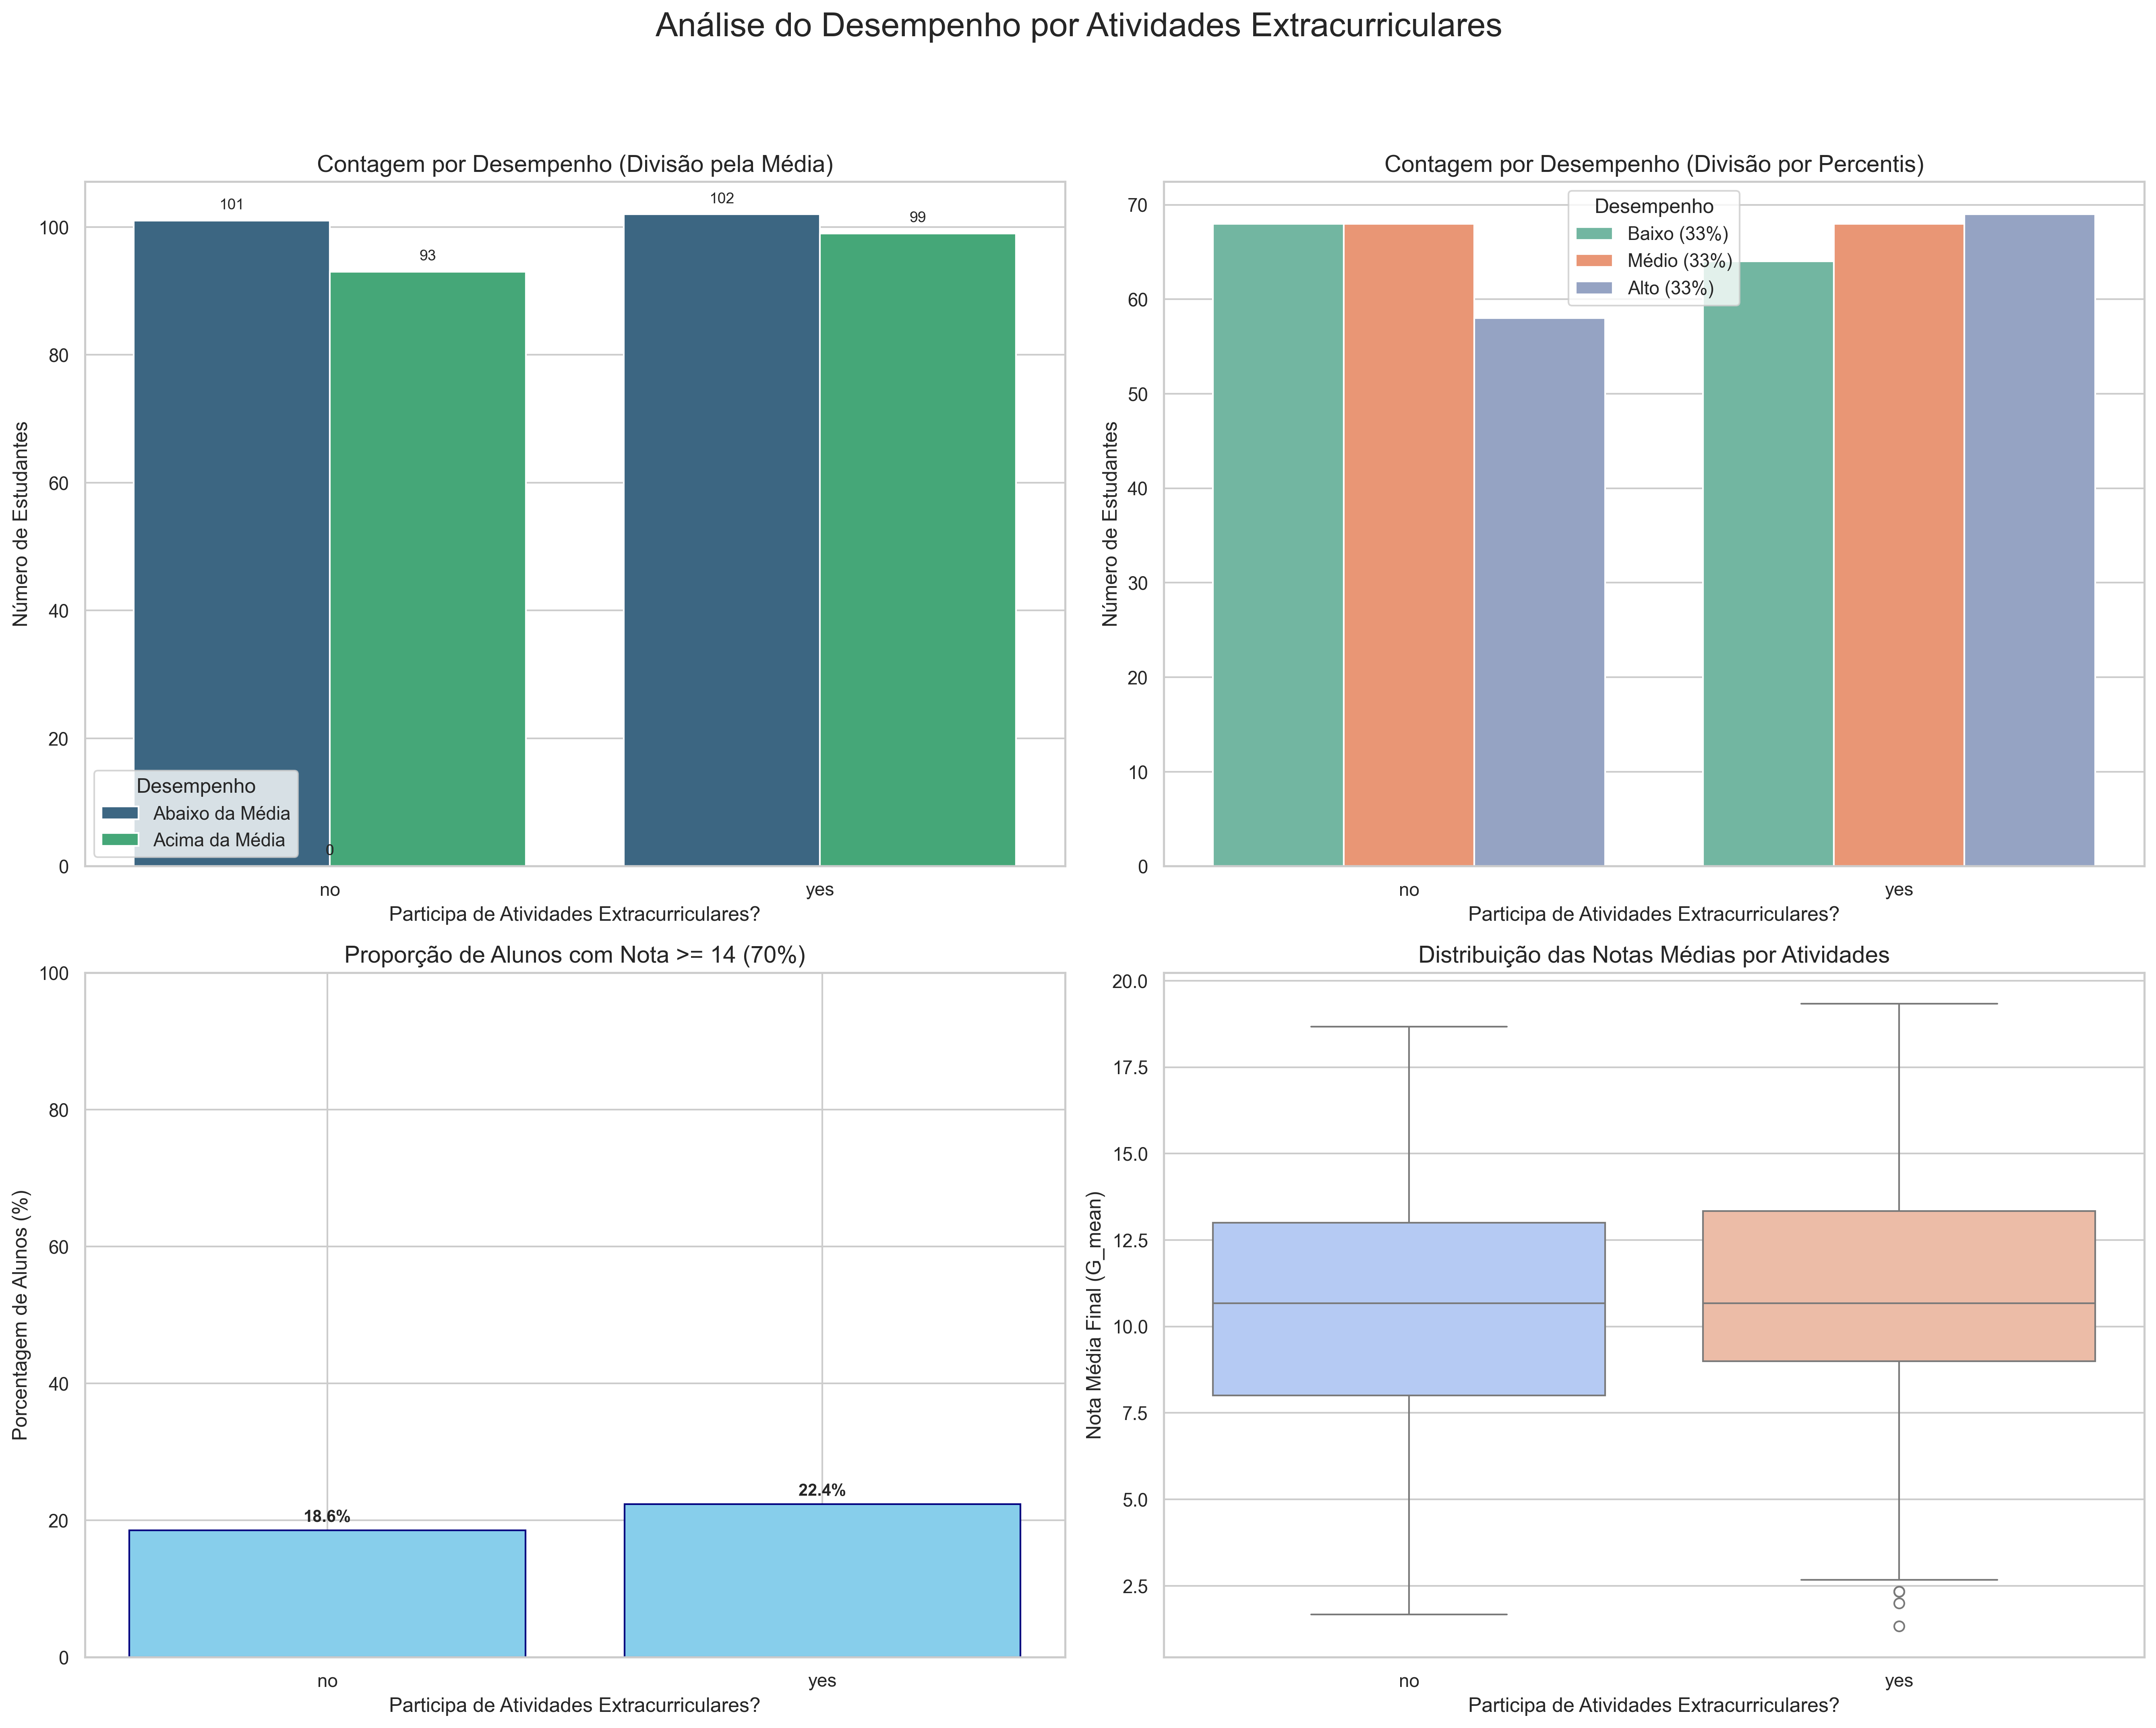 Análise do Desempenho por Atividades Extracurriculares
Contagem por Desempenho (Divisão pela Média)
Número de Estudantes
100
80
60
40
20
0
101
93
102
99
Desempenho
Abaixo da Média
Acima da Média
0
no
yes
Participa de Atividades Extracurriculares?
Contagem por Desempenho (Divisão por Percentis)
Número de Estudantes
70
60
50
40
30
20
10
0
Desempenho
Baixo (33%)
Médio (33%)
Alto (33%)
no
yes
Participa de Atividades Extracurriculares?
Proporção de Alunos com Nota >= 14 (70%)
Porcentagem de Alunos (%)
100
80
60
40
20
0
18.6%
22.4%
no
yes
Participa de Atividades Extracurriculares?
Distribuição das Notas Médias por Atividades
Nota Média Final (G_mean)
20.0
17.5
15.0
12.5
10.0
7.5
5.0
2.5
no
yes
Participa de Atividades Extracurriculares?